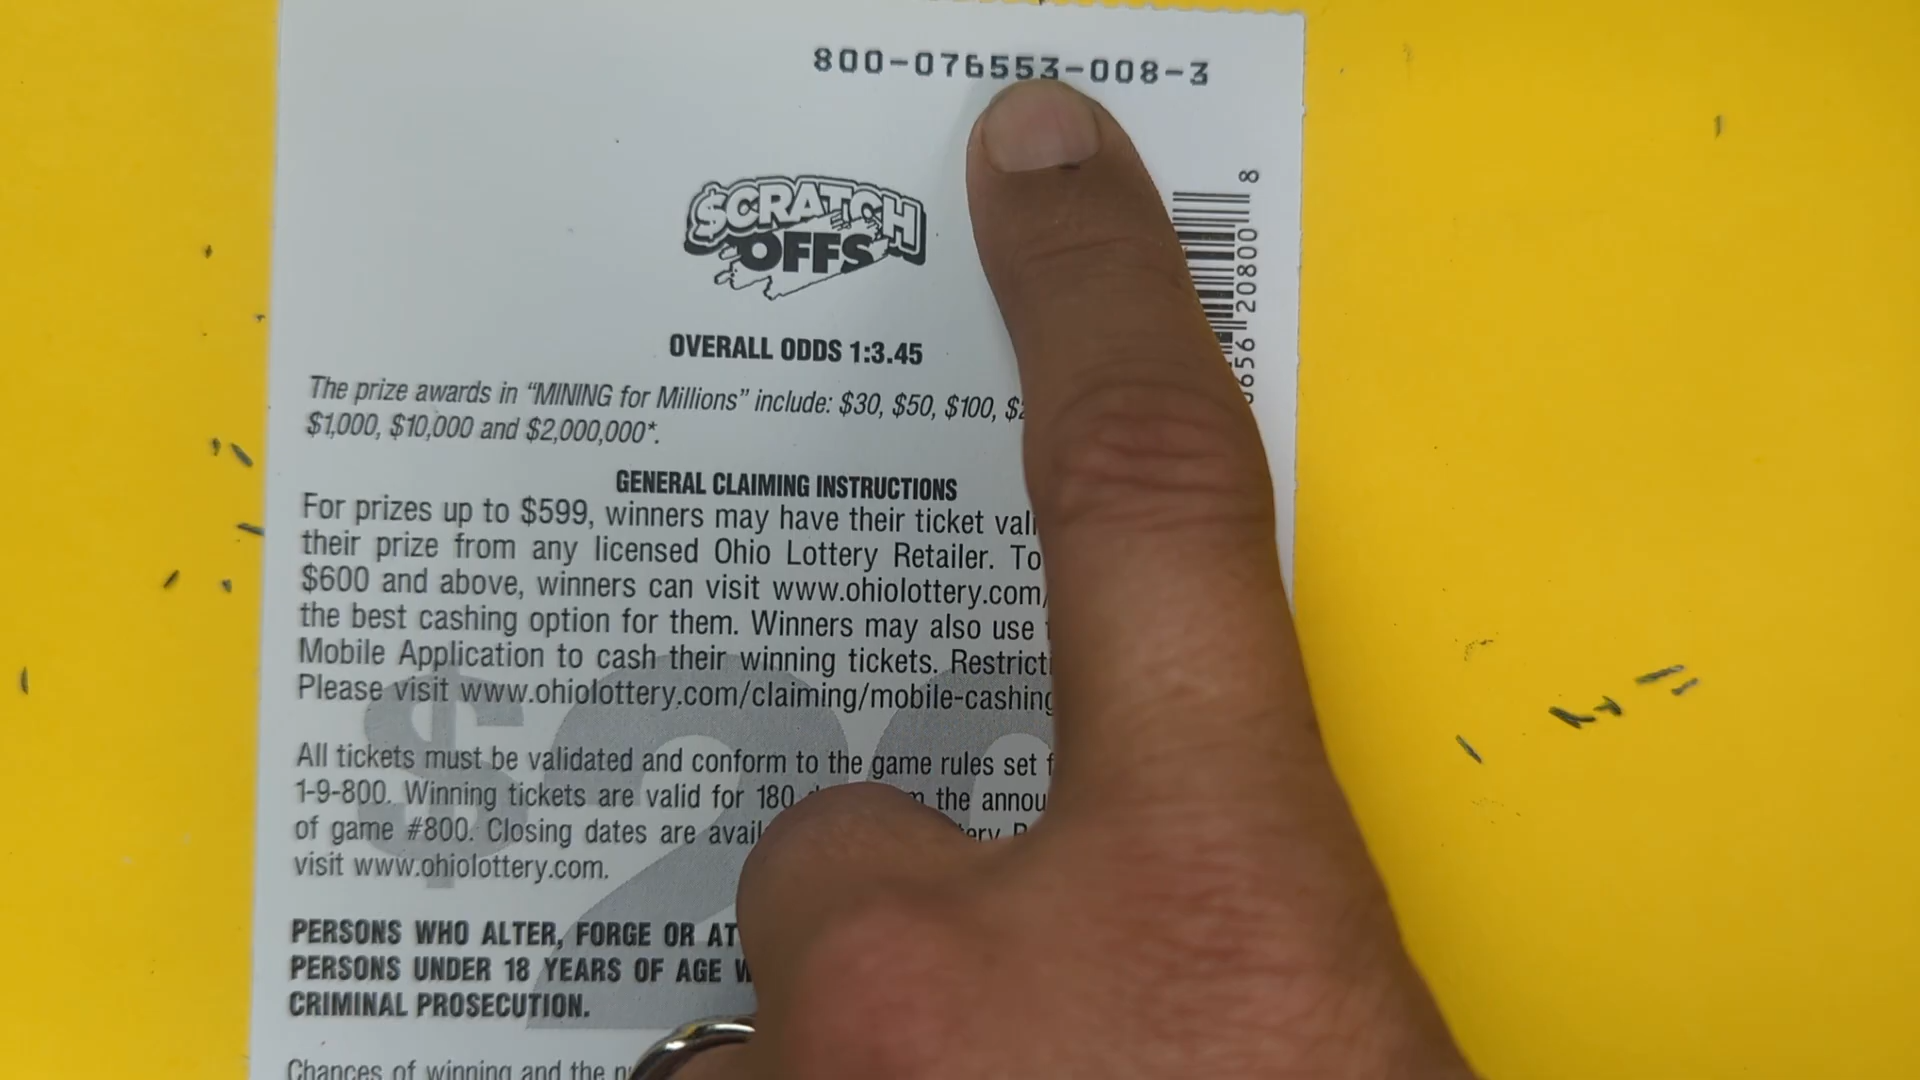 800-076553-008-3
$CRATCH
OFFS
8
20800
OVERALL ODDS 1:3.45
The prize awards in “MINING for Millions” include: $30, $50, $100,
$1,000, $10,000 and $2,000,000*.
GENERAL CLAIMING INSTRUCTIONS
For prizes up to $599, winners may have their ticket
their prize from any licensed Ohio Lottery Retailer. To
$600 and above, winners can visit www.ohiolottery.com/
the best cashing option for them. Winners may also use
Mobile Application to cash their winning tickets.
Please visit www.ohiolottery.com/claiming/mobile-cashing
All tickets must be validated and conform to the game rules set
1-9-800. Winning tickets are valid for 180 the
of game #800. Closing dates are
visit www.ohiolottery.com.
$2
PERSONS WHO ALTER, FORGE OR
PERSONS UNDER 18 YEARS OF AGE
CRIMINAL PROSECUTION.
Chances of winning and the